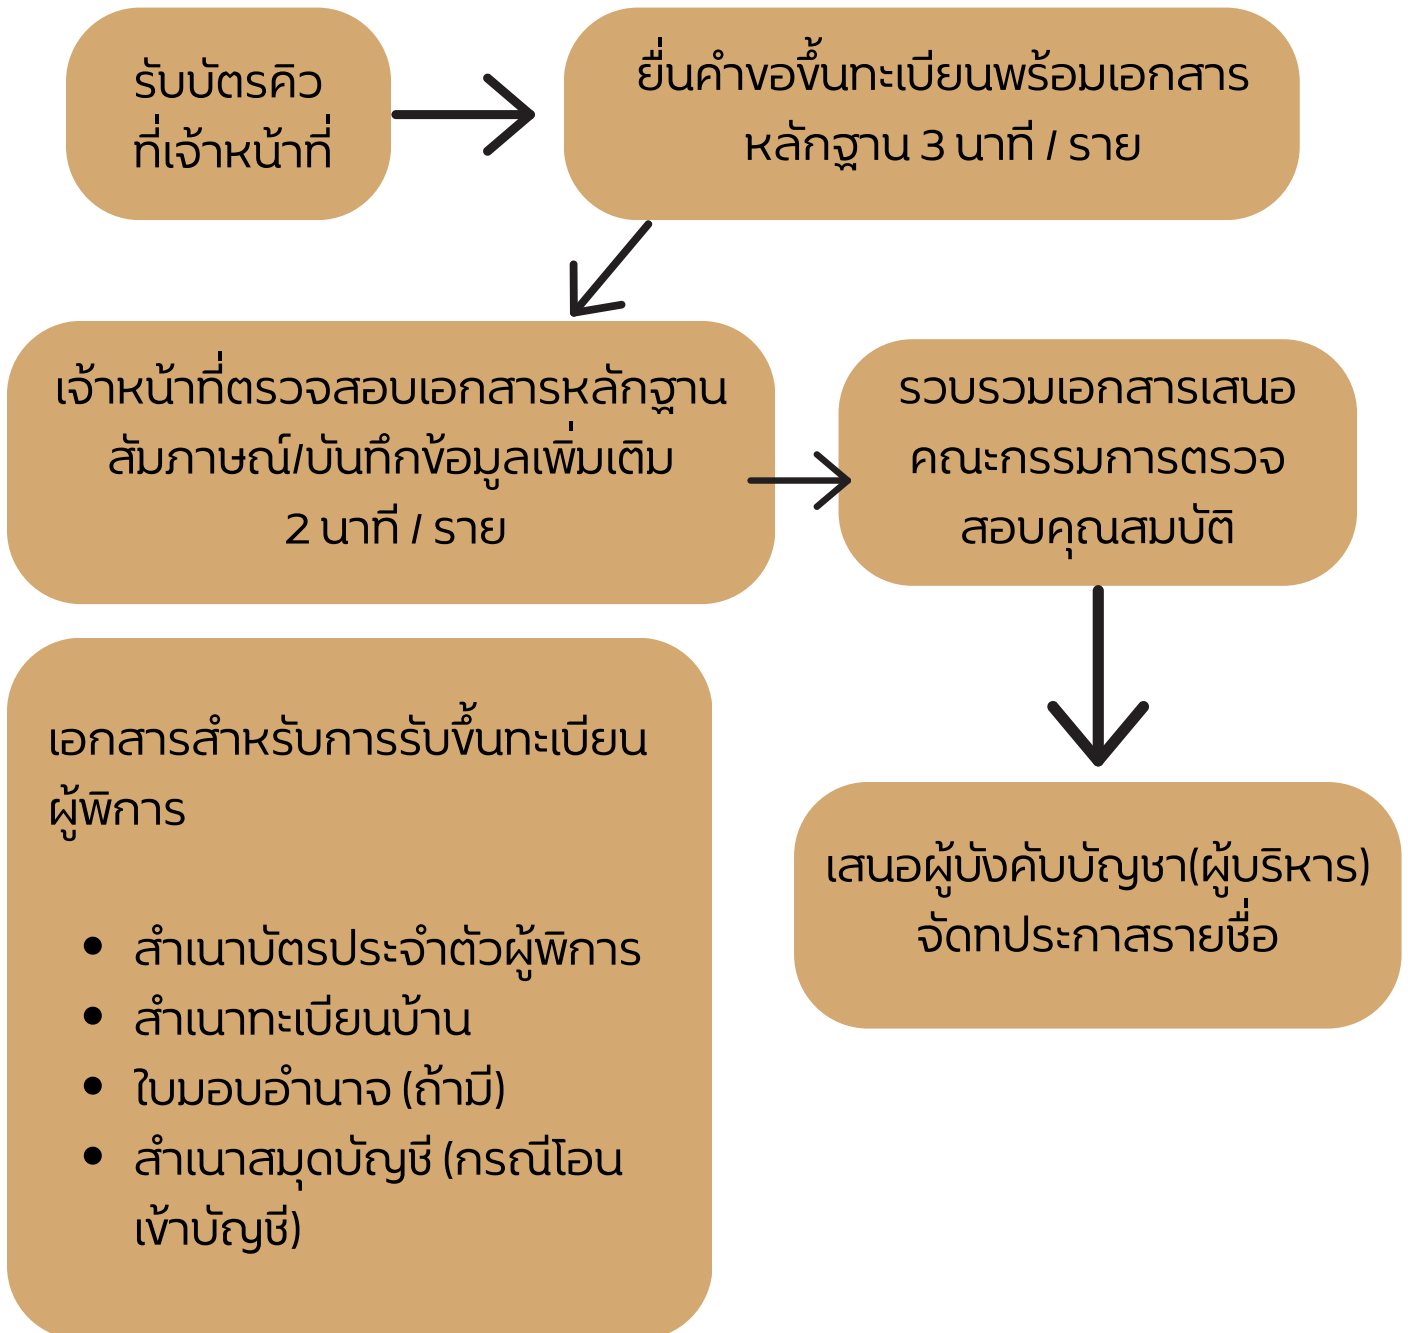 รับบัตรคิว
ที่เจ้าหน้าที่
ยื่นคำขอขึ้นทะเบียนพร้อมเอกสาร
หลักฐาน 3 นาที / ราย
เจ้าหน้าที่ตรวจสอบเอกสารหลักฐาน
สัมภาษณ์/บันทึกข้อมูลเพิ่มเติม
2 นาที / ราย
รวบรวมเอกสารเสนอ
คณะกรรมการตรวจ
สอบคุณสมบัติ
เสนอผู้บังคับบัญชา(ผู้บริหาร)
จัดทประกาสรายชื่อ
เอกสารสำหรับการรับขึ้นทะเบียน
ผู้พิการ
• สำเนาบัตรประจำตัวผู้พิการ
• สำเนาทะเบียนบ้าน
• ใบมอบอำนาจ (ถ้ามี)
• สำเนาสมุดบัญชี (กรณีโอน
เข้าบัญชี)